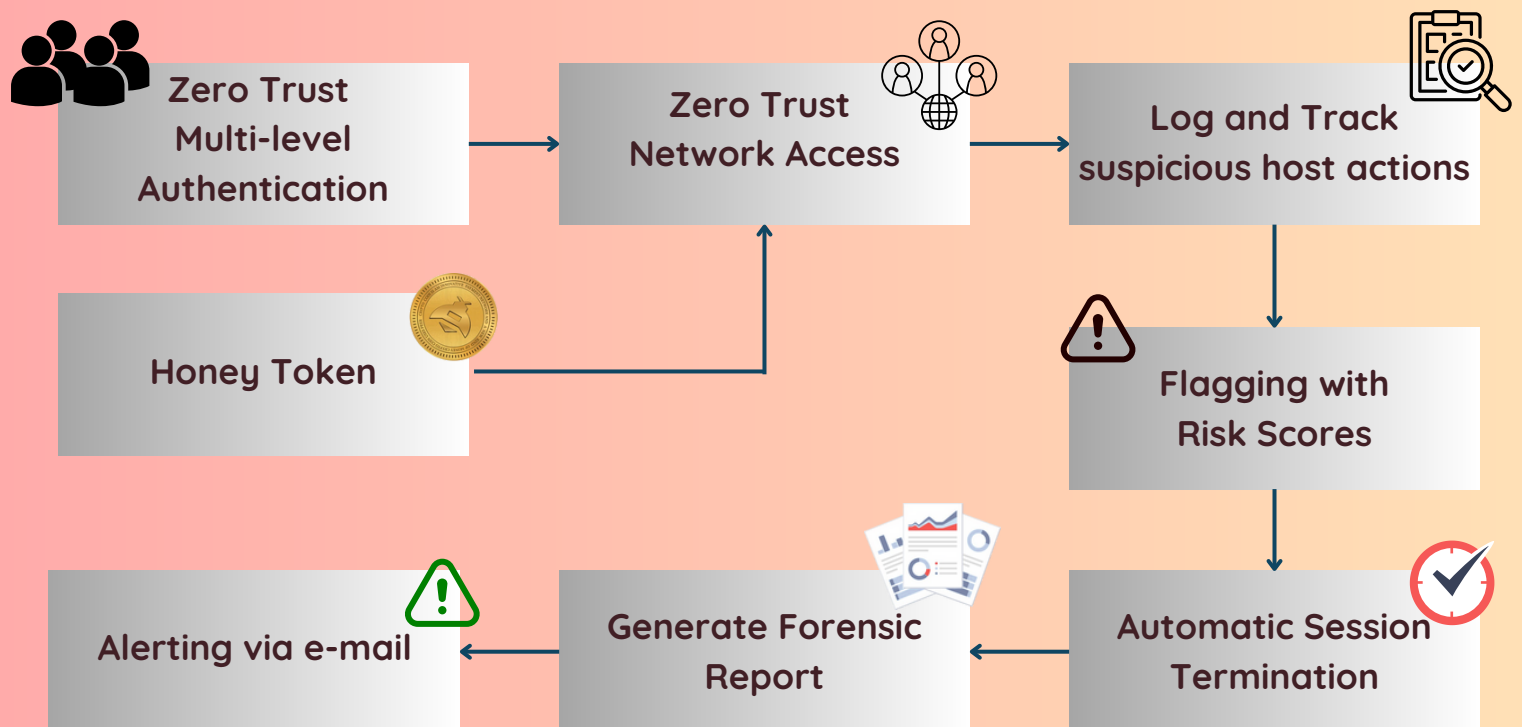 Zero Trust
Multi-level
Authentication
Zero Trust
Network Access
Log and Track
suspicious host actions
Honey Token
Flagging with
Risk Scores
Automatic Session
Termination
Generate Forensic
Report
Alerting via e-mail